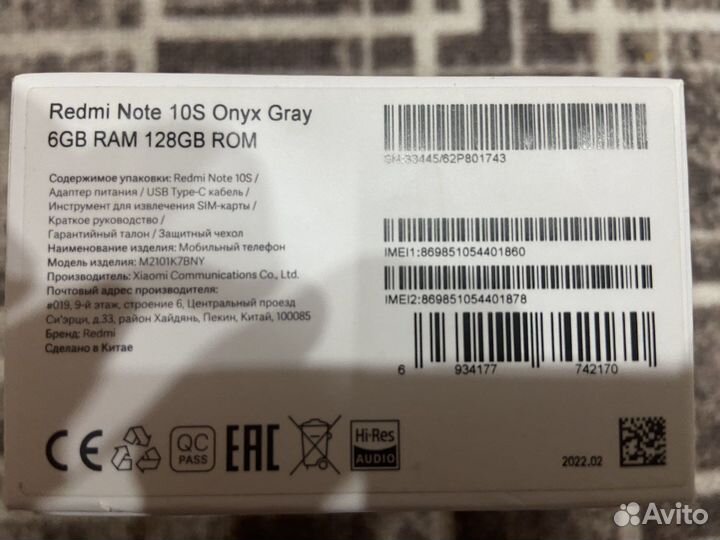 Redmi Note 10S Onyx Gray
6GB RAM 128GB ROM
Содержимое упаковки: Redmi Note 10S /
Адаптер питания / USB Type-C кабель /
Инструмент для извлечения SIM-карты /
Краткое руководство /
Гарантийный талон / Защитный чехол
Наименование изделия: Мобильный телефон
Модель изделия: M2101K7BNY
Производитель: Xiaomi Communications Co., Ltd.
Почтовый адрес производителя:
#019, 9-й этаж, строение 6, Центральный проезд
Си'эрци, д.33, район Хайдянь, Пекин, Китай, 100085
Бренд: Redmi
Сделано в Китае
33445/62P801743
IMEI1:869851054401860
IMEI2:869851054401878
6 934177 742170
CE
QC
PASS
EAC
Hi-Res
AUDIO
2022.02
Avito